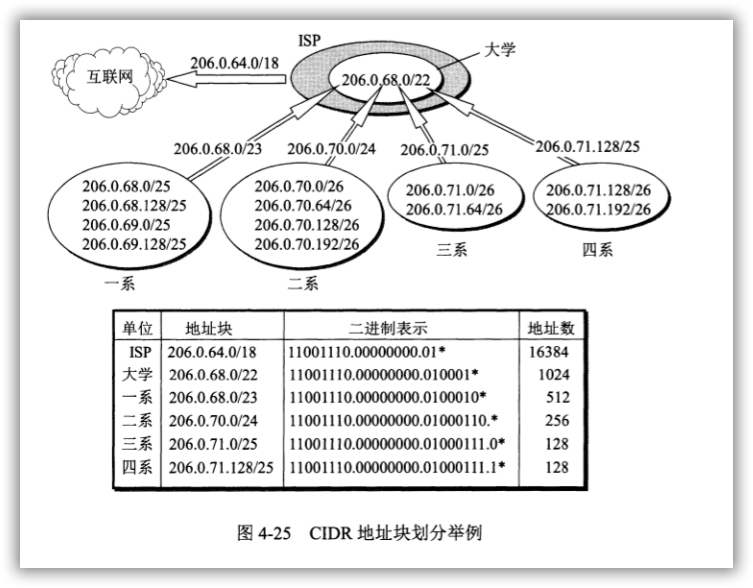 ISP
大学
206.0.64.0/18
互联网
206.0.68.0/22
206.0.68.0/23
206.0.70.0/24
206.0.71.0/25
206.0.71.128/25
206.0.68.0/25
206.0.68.128/25
206.0.69.0/25
206.0.69.128/25
一系
206.0.70.0/26
206.0.70.64/26
206.0.70.128/26
206.0.70.192/26
二系
206.0.71.0/26
206.0.71.64/26
三系
206.0.71.128/26
206.0.71.192/26
四系
单位 地址块 二进制表示 地址数
ISP 206.0.64.0/18 11001110.00000000.01* 16384
大学 206.0.68.0/22 11001110.00000000.010001* 1024
一系 206.0.68.0/23 11001110.00000000.0100010* 512
二系 206.0.70.0/24 11001110.00000000.01000110.* 256
三系 206.0.71.0/25 11001110.00000000.01000111.0* 128
四系 206.0.71.128/25 11001110.00000000.01000111.1* 128
图 4-25 CIDR 地址块划分举例